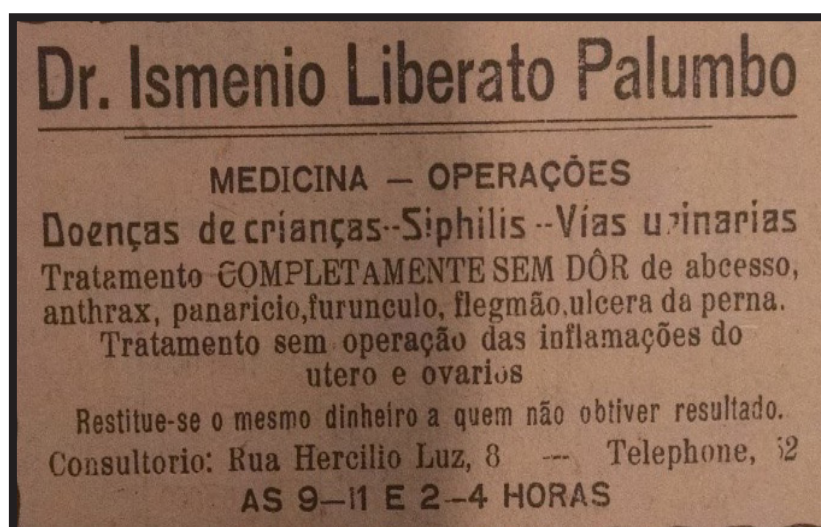 Dr. Ismenio Liberato Palumbo
MEDICINA — OPERAÇÕES
Doenças de crianças--Siphilis--Vías urinarias
Tratamento COMPLETAMENTE SEM DÔR de abcesso,
anthrax, panaricio,furunculo, flegmão,ulcera da perna.
Tratamento sem operação das inflamações do
utero e ovarios
Restitue-se o mesmo dinheiro a quem não obtiver resultado.
Consultorio: Rua Hercilio Luz, 8 — Telephone,
AS 9—11 E 2—4 HORAS